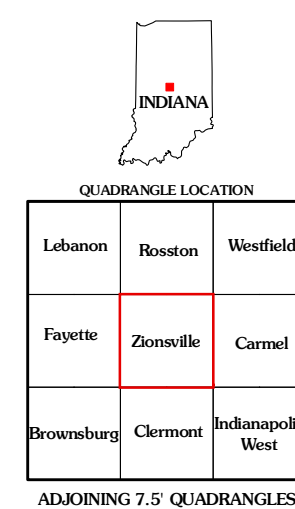 INDIANA
QUADRANGLE LOCATION
Lebanon Rosston Westfield
Fayette Zionsville Carmel
Brownsburg Clermont Indianapoli
West
ADJOINING 7.5' QUADRANGLES